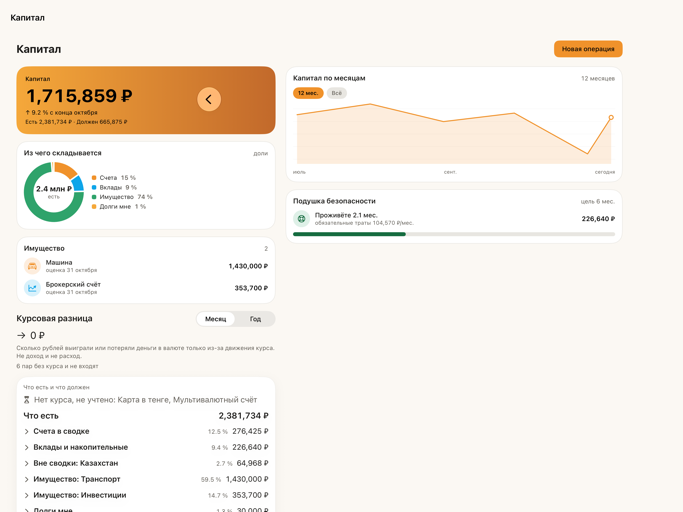 Капитал
Капитал
Новая операция
Капитал
1,715,859 ₽
↑ 9.2 % с конца октября
Есть 2,381,734 ₽ · Должен 665,875 ₽
Из чего складывается
доли
2.4 млн ₽
есть
Счета 15 %
Вклады 9 %
Имущество 74 %
Долги мне 1 %
Имущество
2
Машина
оценка 31 октября
1,430,000 ₽
Брокерский счёт
оценка 31 октября
353,700 ₽
Курсовая разница
Месяц
Год
→ 0 ₽
Сколько рублей выиграли или потеряли деньги в валюте только из-за движения курса.
Не доход и не расход.
6 пар без курса и не входят
Что есть и что должен
Нет курса, не учтено: Карта в тенге, Мультивалютный счёт
Что есть 2,381,734 ₽
Счета в сводке 12.5 % 276,425 ₽
Вклады и накопительные 9.4 % 226,640 ₽
Вне сводки: Казахстан 2.7 % 64,968 ₽
Имущество: Транспорт 59.5 % 1,430,000 ₽
Имущество: Инвестиции 14.7 % 353,700 ₽
Долги мне 1.3 % 30,000 ₽
Капитал по месяцам
12 месяцев
12 мес.
Всё
июль
сент.
сегодня
Подушка безопасности
цель 6 мес.
Проживёте 2.1 мес.
обязательные траты 104,570 ₽/мес.
226,640 ₽